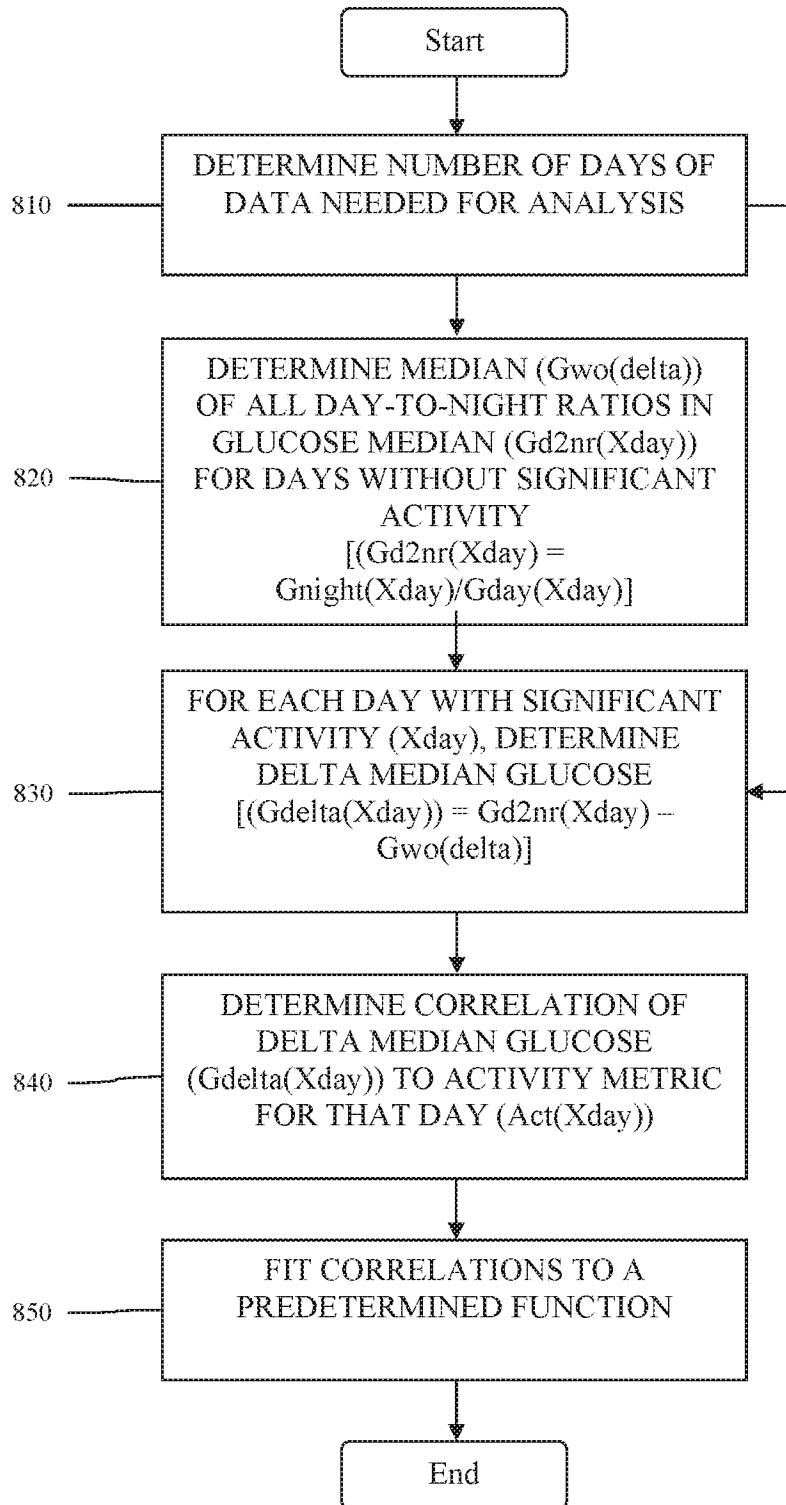 Start
DETERMINE NUMBER OF DAYS OF
DATA NEEDED FOR ANALYSIS
810
DETERMINE MEDIAN (Gwo(delta))
OF ALL DAY-TO-NIGHT RATIOS IN
GLUCOSE MEDIAN (Gd2nr(Xday))
FOR DAYS WITHOUT SIGNIFICANT
ACTIVITY
[(Gd2nr(Xday) =
Gnight(Xday)/Gday(Xday)]
820
FOR EACH DAY WITH SIGNIFICANT
ACTIVITY (Xday), DETERMINE
DELTA MEDIAN GLUCOSE
[(Gdelta(Xday)) = Gd2nr(Xday) –
Gwo(delta)]
830
DETERMINE CORRELATION OF
DELTA MEDIAN GLUCOSE
(Gdelta(Xday)) TO ACTIVITY METRIC
FOR THAT DAY (Act(Xday))
840
FIT CORRELATIONS TO A
PREDETERMINED FUNCTION
850
End